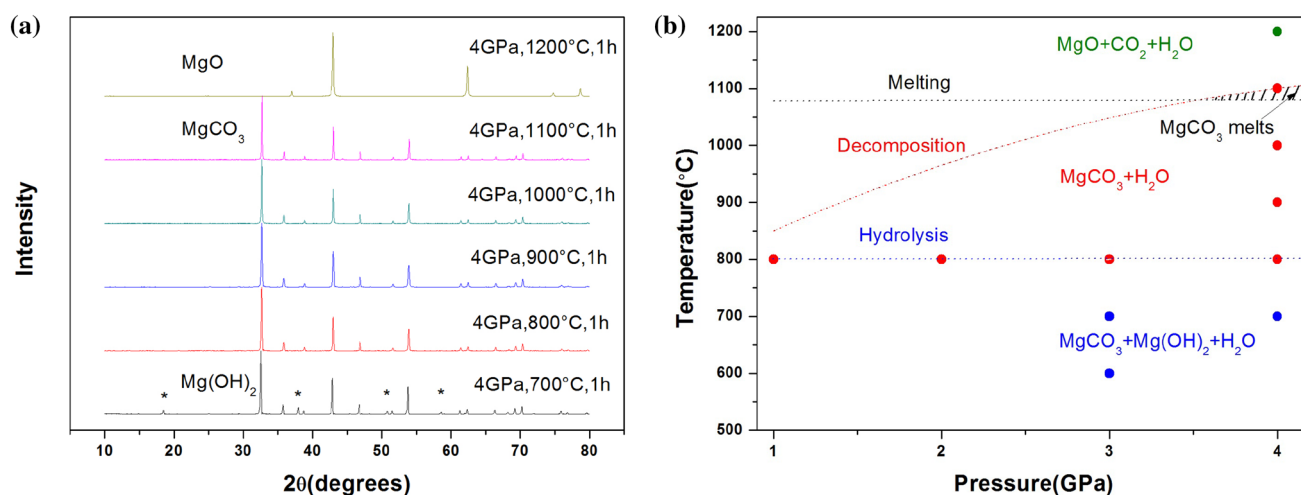 (a)
MgO
4GPa,1200°C,1h
MgCO3
4GPa,1100°C,1h
4GPa,1000°C,1h
4GPa,900°C,1h
4GPa,800°C,1h
Mg(OH)2
4GPa,700°C,1h
* * * *
Intensity
10 20 30 40 50 60 70 80
2θ(degrees)
(b)
1200
1100
1000
900
800
700
600
500
Temperature(°C)
MgO+CO2+H2O
Melting
MgCO3 melts
Decomposition
MgCO3+H2O
Hydrolysis
MgCO3+Mg(OH)2+H2O
1 2 3 4
Pressure(GPa)